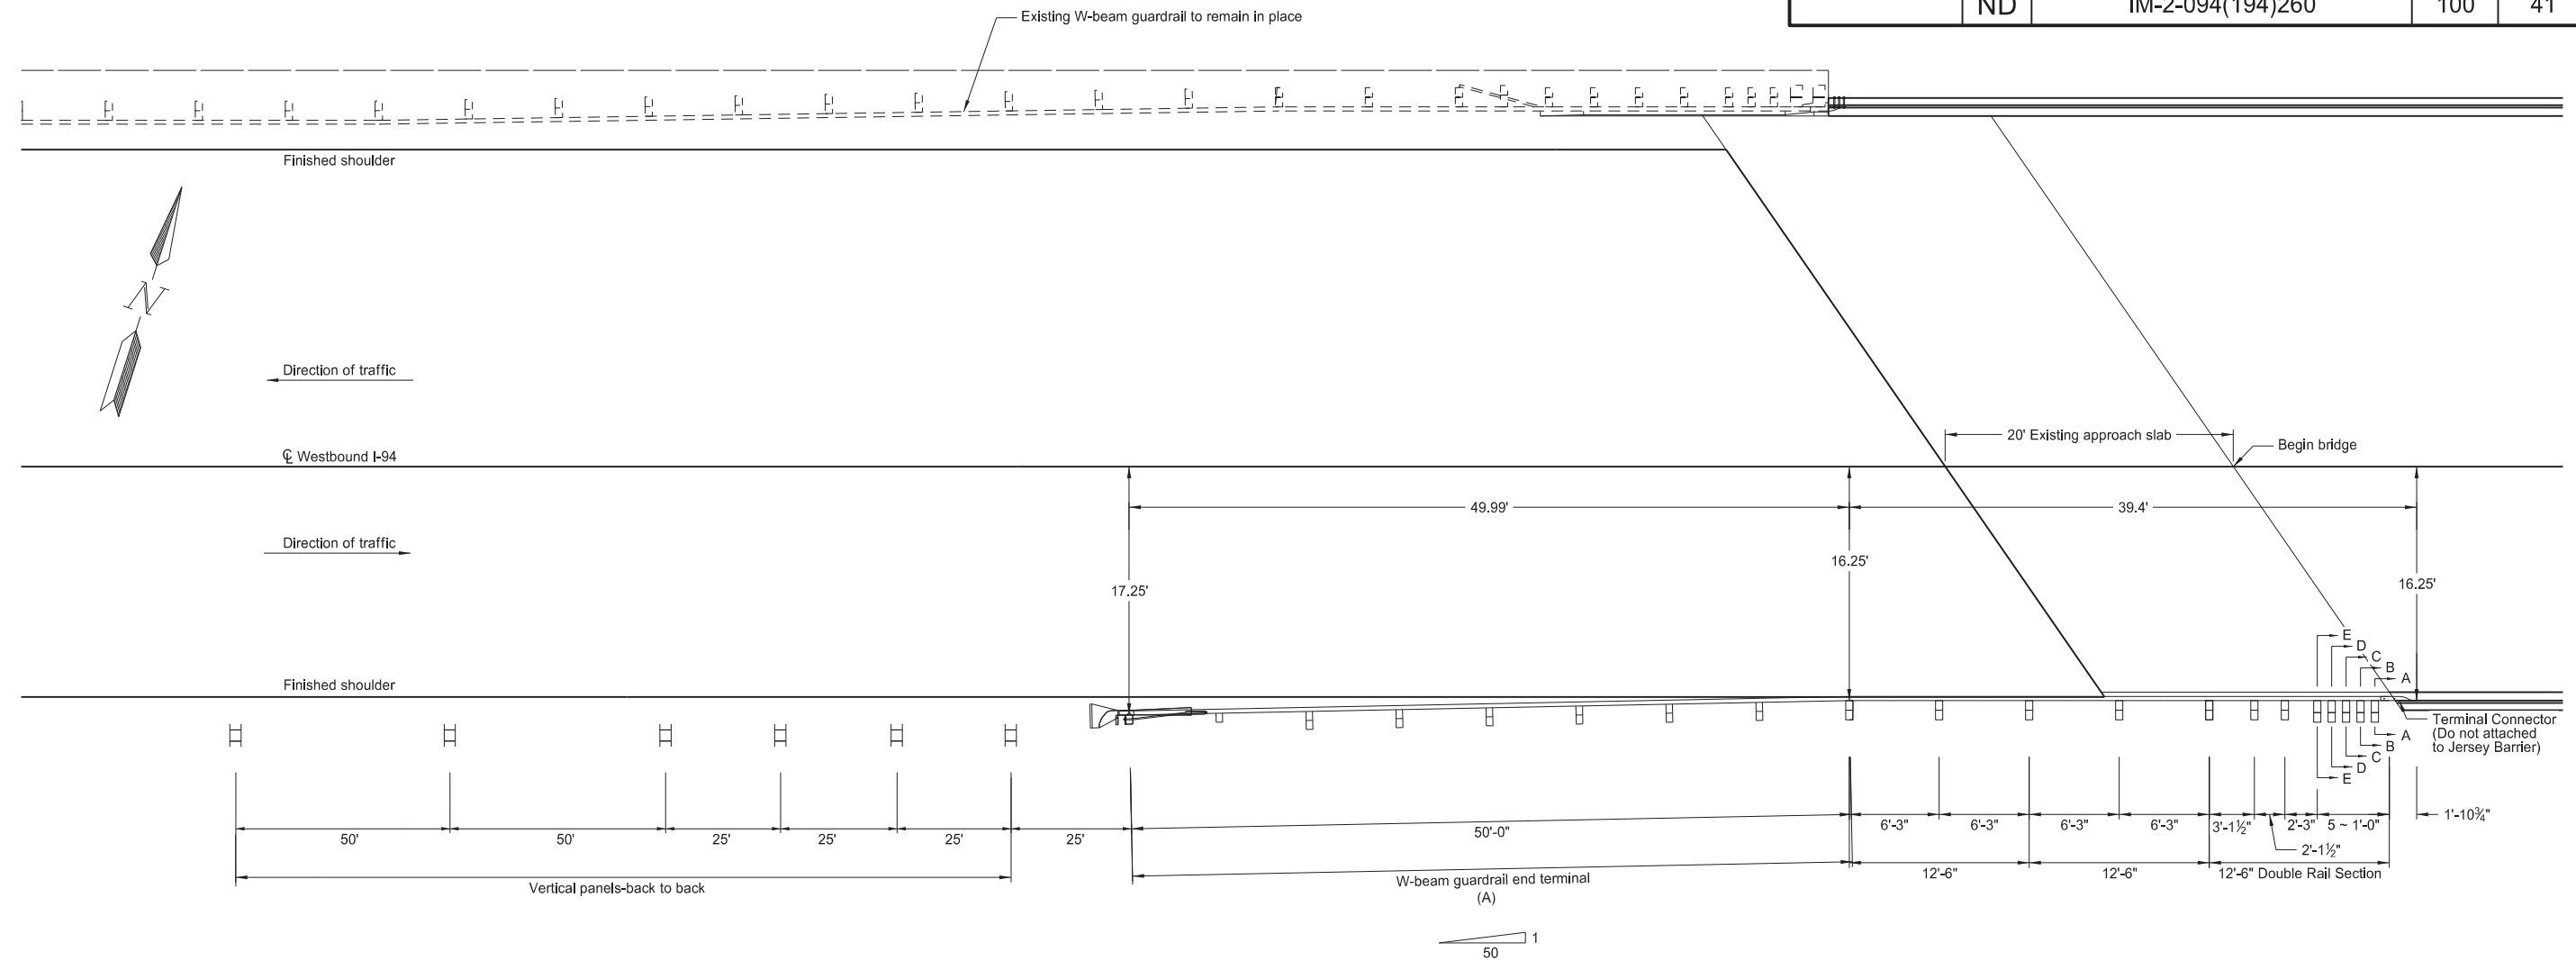 ND IM-2-094(194)260 100 41
Existing W-beam guardrail to remain in place
Finished shoulder
N
Direction of traffic
20' Existing approach slab
Begin bridge
℄ Westbound I-94
49.99'
39.4'
Direction of traffic
16.25'
17.25'
16.25'
E
D
C
B
A
Finished shoulder
Terminal Connector
(Do not attached
to Jersey Barrier)
A
B
C
D
E
50' 50' 25' 25' 25' 25' 50'-0" 6'-3" 6'-3" 6'-3" 6'-3" 3'-1½" 2'-3" 5 ~ 1'-0" 1'-10¾"
2'-1½"
Vertical panels-back to back
W-beam guardrail end terminal
(A)
12'-6" 12'-6" 12'-6" Double Rail Section
1
50